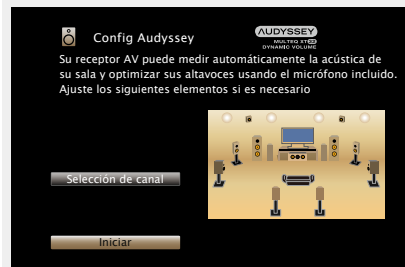 Config Audyssey
AUDYSSEY
MULTEQ XT32
DYNAMIC VOLUME
Su receptor AV puede medir automáticamente la acústica de
su sala y optimizar sus altavoces usando el micrófono incluido.
Ajuste los siguientes elementos si es necesario
Selección de canal
Iniciar